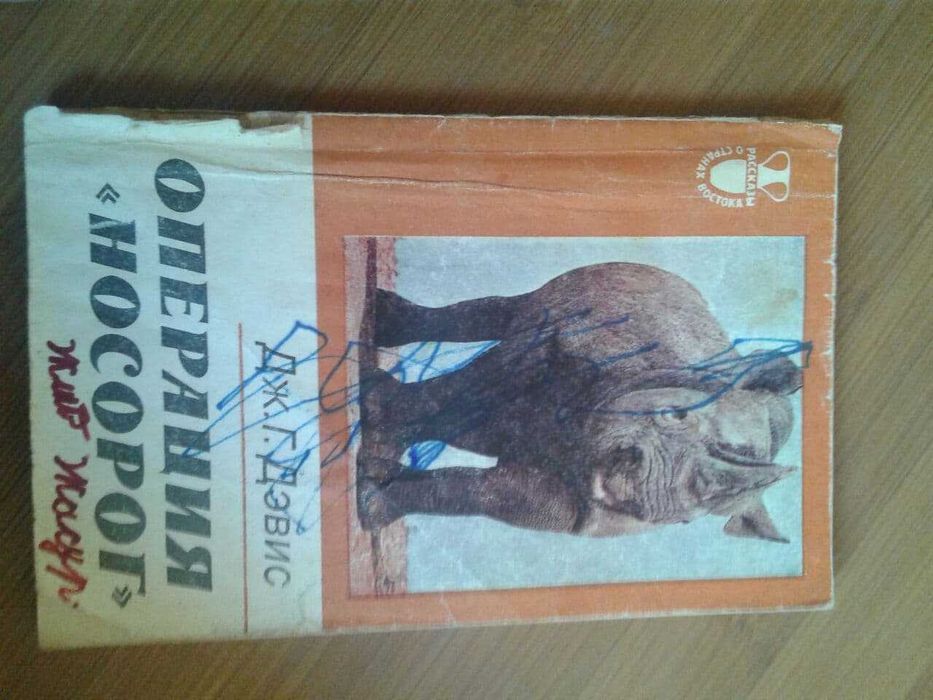 РАССКАЗЫ
О СТРАНАХ ВОСТОКА
ДЖ.Г.ДЭВИС
ОПЕРАЦИЯ
«НОСОРОГ»